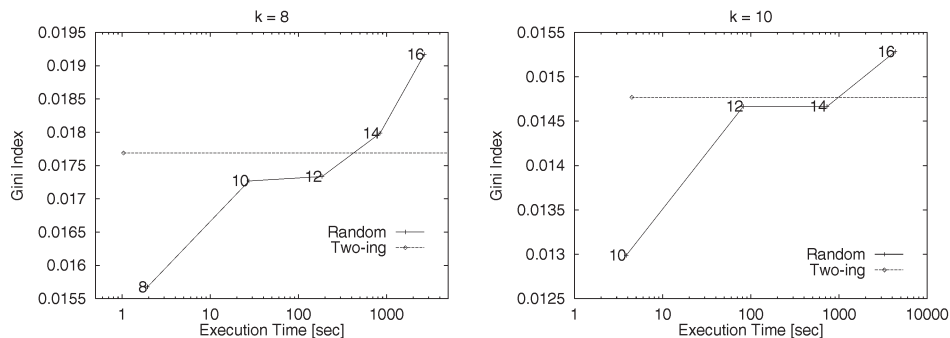 k = 8
Gini Index
0.0195
0.019
0.0185
0.018
0.0175
0.017
0.0165
0.016
0.0155
8
10
12
14
16
Random
Two-ing
1 10 100 1000
Execution Time [sec]
k = 10
Gini Index
0.0155
0.015
0.0145
0.014
0.0135
0.013
0.0125
10
12
14
16
Random
Two-ing
1 10 100 1000 10000
Execution Time [sec]